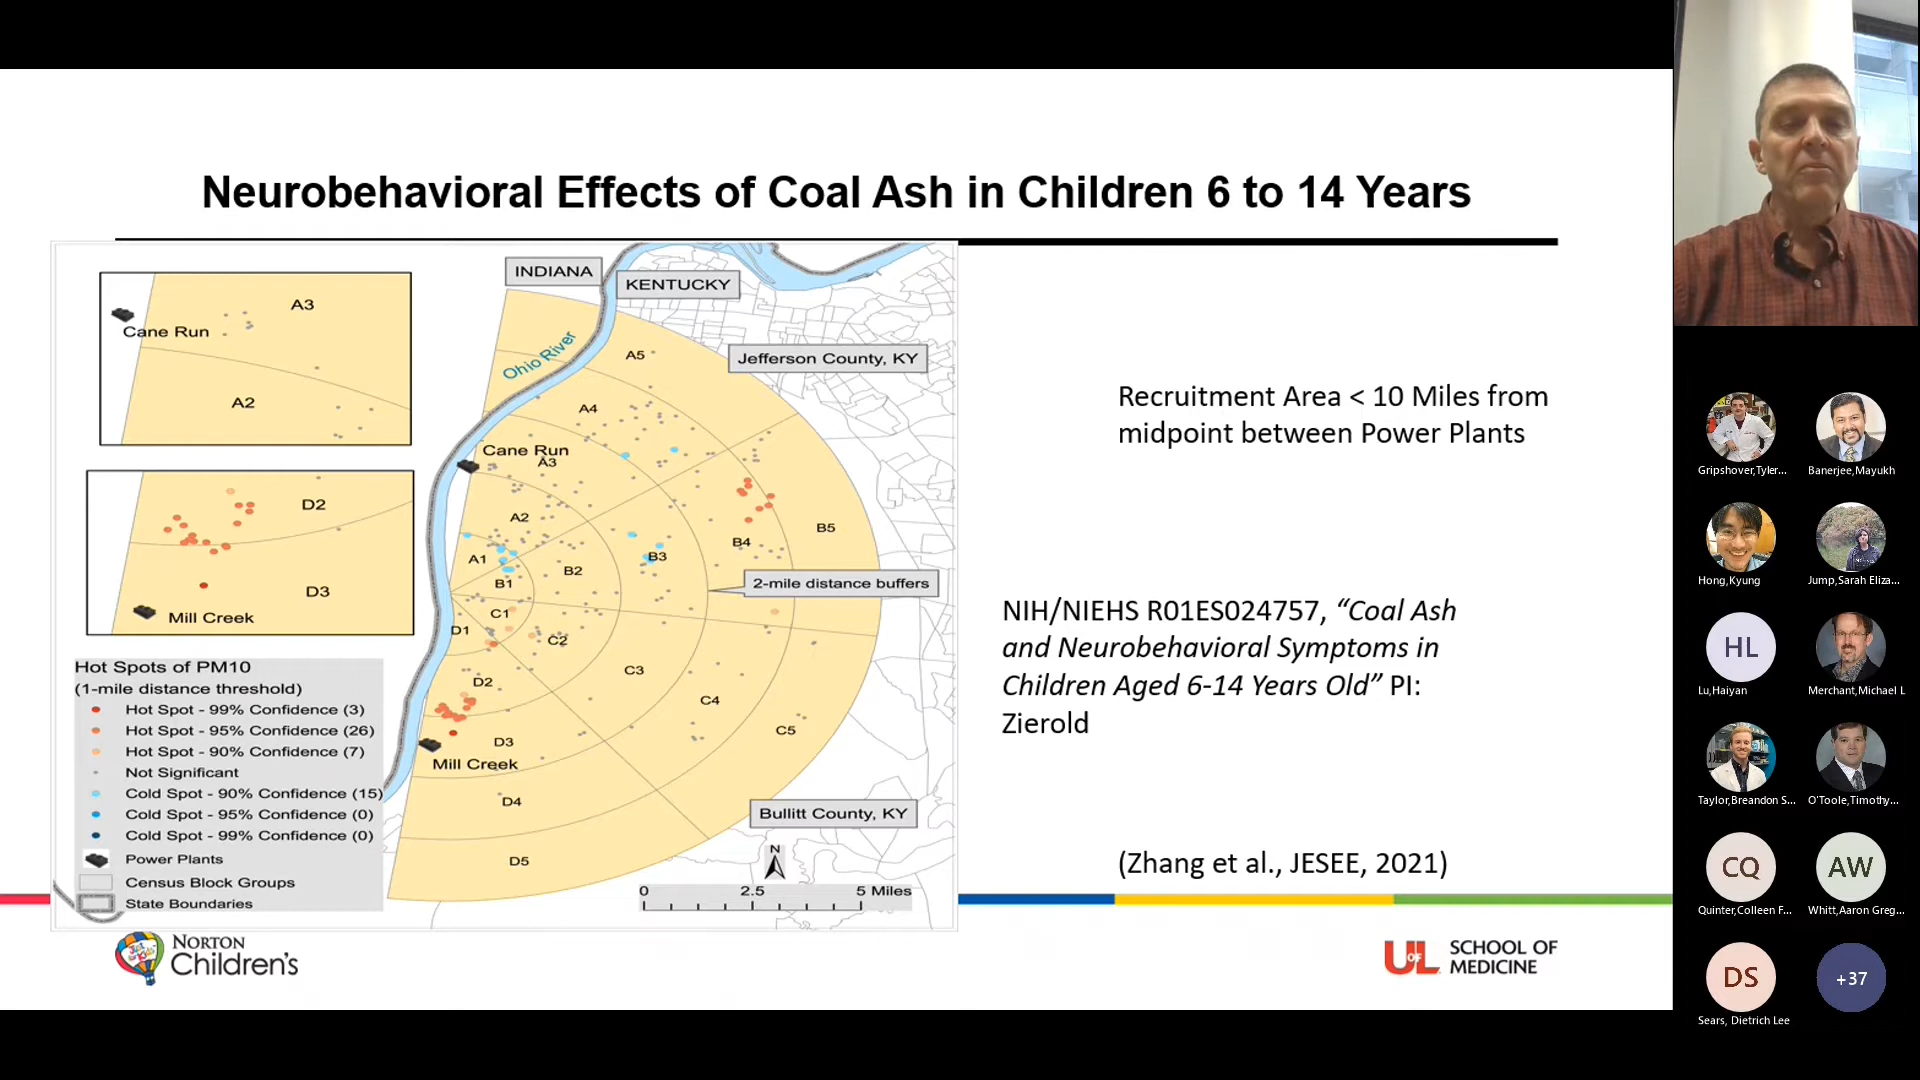 Neurobehavioral Effects of Coal Ash in Children 6 to 14 Years
INDIANA
KENTUCKY
Ohio River
Jefferson County, KY
A3
Cane Run
A2
D2
D3
Mill Creek
A5
A4
Cane Run
A3
A2
A1
B1
B2
B3
B4
B5
2-mile distance buffers
C1
D1
C2
C3
C4
C5
D2
D3
Mill Creek
D4
D5
Bullitt County, KY
N
0 2.5 5 Miles
Hot Spots of PM10
(1-mile distance threshold)
Hot Spot - 99% Confidence (3)
Hot Spot - 95% Confidence (26)
Hot Spot - 90% Confidence (7)
Not Significant
Cold Spot - 90% Confidence (15)
Cold Spot - 95% Confidence (0)
Cold Spot - 99% Confidence (0)
Power Plants
Census Block Groups
State Boundaries
Recruitment Area < 10 Miles from
midpoint between Power Plants
NIH/NIEHS R01ES024757, “Coal Ash
and Neurobehavioral Symptoms in
Children Aged 6-14 Years Old” PI:
Zierold
(Zhang et al., JESEE, 2021)
NORTON
Children's
UofL
SCHOOL OF
MEDICINE
Gripshover,Tyler...
Banerjee,Mayukh
Hong,Kyung
Jump,Sarah Eliza...
HL
Lu,Haiyan
Merchant,Michael L
Taylor,Breandon S...
O'Toole,Timothy...
CQ
Quinter,Colleen F...
AW
Whitt,Aaron Greg...
DS
Sears, Dietrich Lee
+37